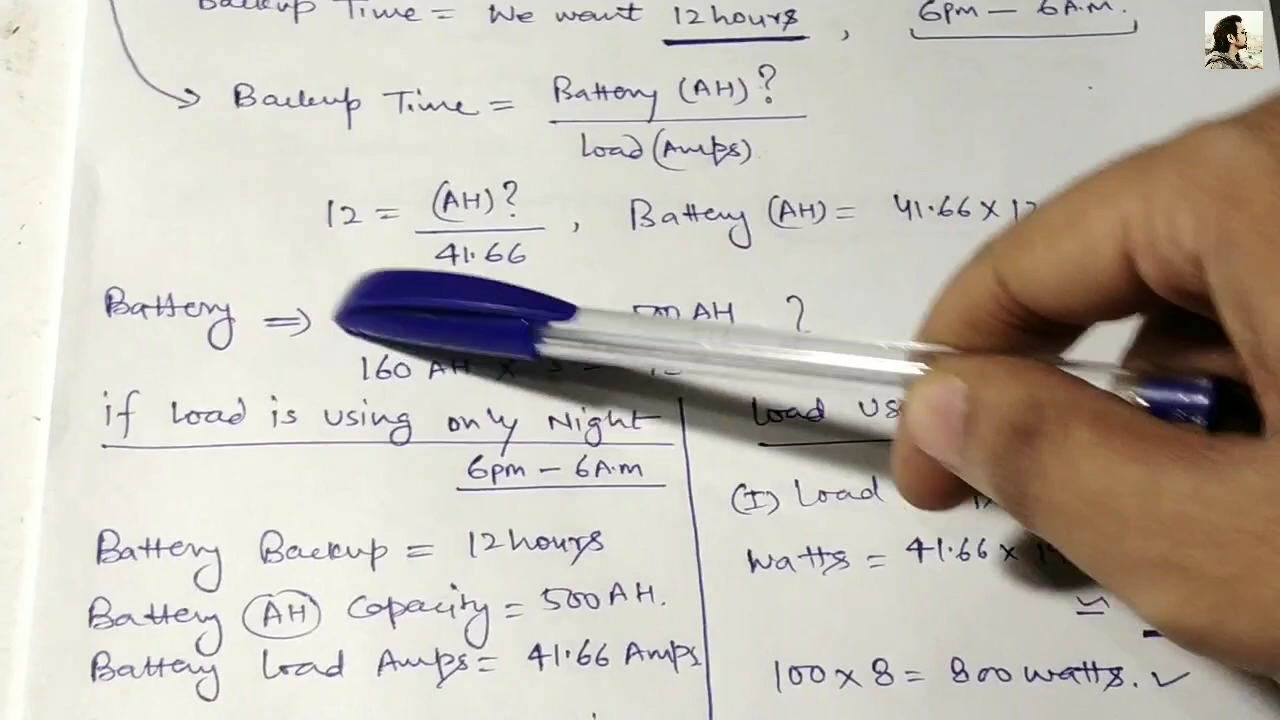 Backup Time = We want 12 hours , 6pm — 6A.M.
Backup Time = Battery (AH)?
Load (Amps)
12 = (AH)? , Battery (AH) = 41.66 X 12
41.66
Battery ⇒ 500 AH ?
160 AH X
if Load is using only Night
6pm — 6A.M
Battery Backup = 12 hours
Battery (AH) Capacity = 500 AH.
Battery Load Amps = 41.66 Amps
Load
(I) Load
Watts = 41.66 X
100 X 8 = 800 watts. ✓